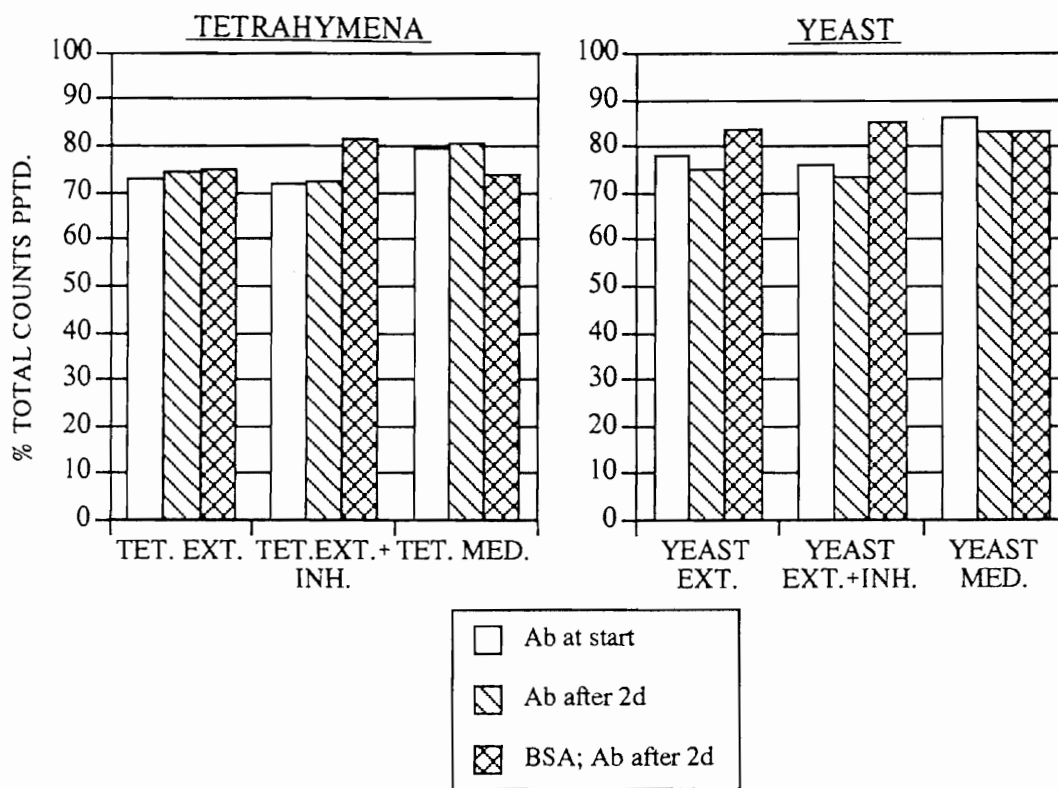 TETRAHYMENA
YEAST
% TOTAL COUNTS PPTD.
100
90
80
70
60
50
40
30
20
10
0
TET. EXT.
TET.EXT.+
INH.
TET. MED.
100
90
80
70
60
50
40
30
20
10
0
YEAST
EXT.
YEAST
EXT.+INH.
YEAST
MED.
Ab at start
Ab after 2d
BSA; Ab after 2d